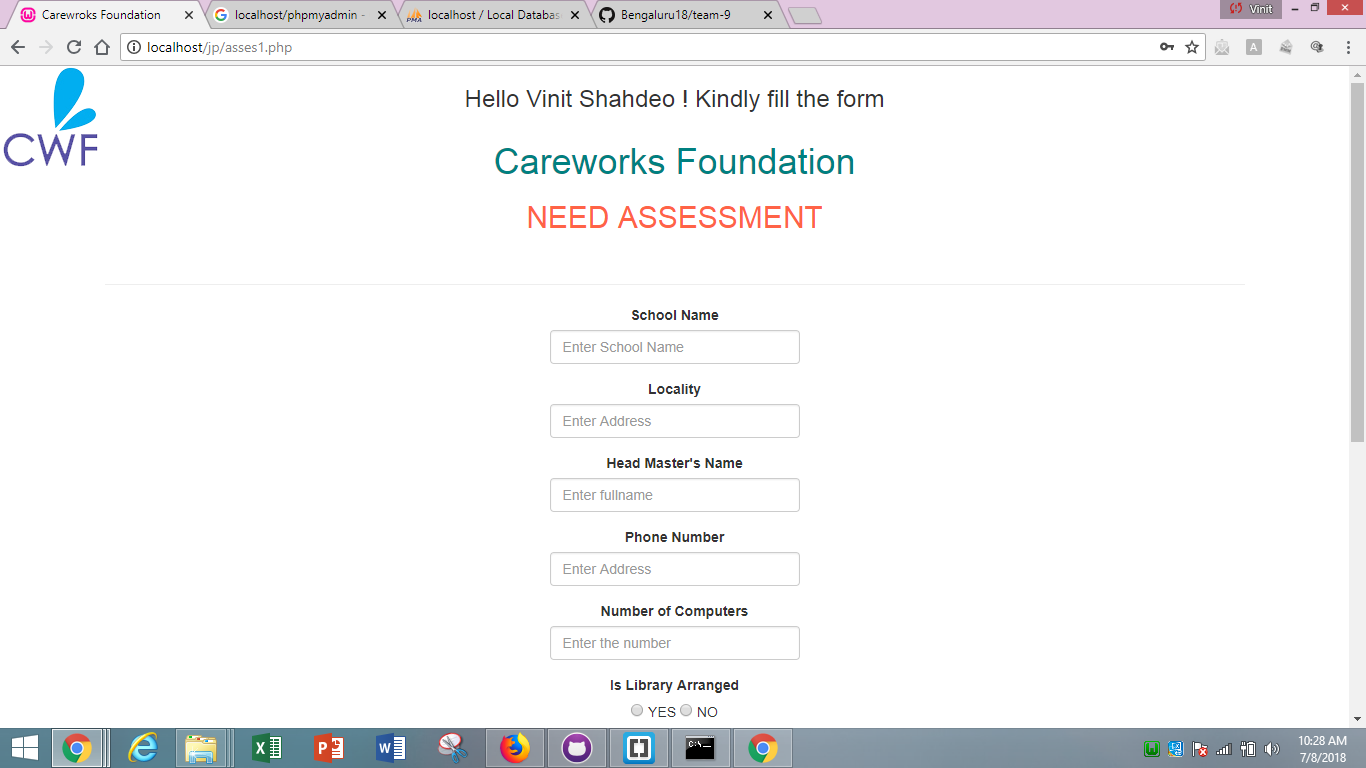 Carewroks Foundation
localhost/phpmyadmin -
localhost / Local Databas
Bengaluru18/team-9
Vinit
localhost/jp/asses1.php
CWF
Hello Vinit Shahdeo ! Kindly fill the form
Careworks Foundation
NEED ASSESSMENT
School Name
Enter School Name
Locality
Enter Address
Head Master's Name
Enter fullname
Phone Number
Enter Address
Number of Computers
Enter the number
Is Library Arranged
YES NO
10:28 AM
7/8/2018